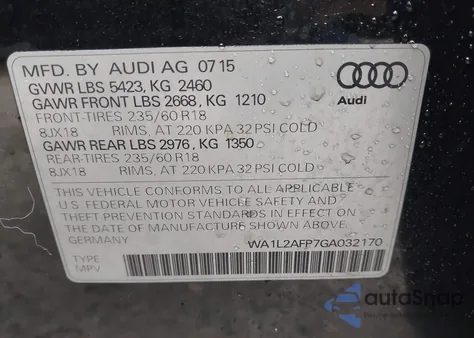 MFD. BY AUDI AG 07 15
GVWR LBS 5423, KG 2460
GAWR FRONT LBS 2668, KG 1210
FRONT-TIRES 235/60 R18
8JX18 RIMS, AT 220 KPA 32 PSI COLD
GAWR REAR LBS 2976, KG 1350
REAR-TIRES 235/60 R18
8JX18 RIMS, AT 220 KPA 32 PSI COLD
THIS VEHICLE CONFORMS TO ALL APPLICABLE
U.S. FEDERAL MOTOR VEHICLE SAFETY AND
THEFT PREVENTION STANDARDS IN EFFECT ON
THE DATE OF MANUFACTURE SHOWN ABOVE.
GERMANY WA1L2AFP7GA032170
TYPE:
MPV
Audi
autoSnap